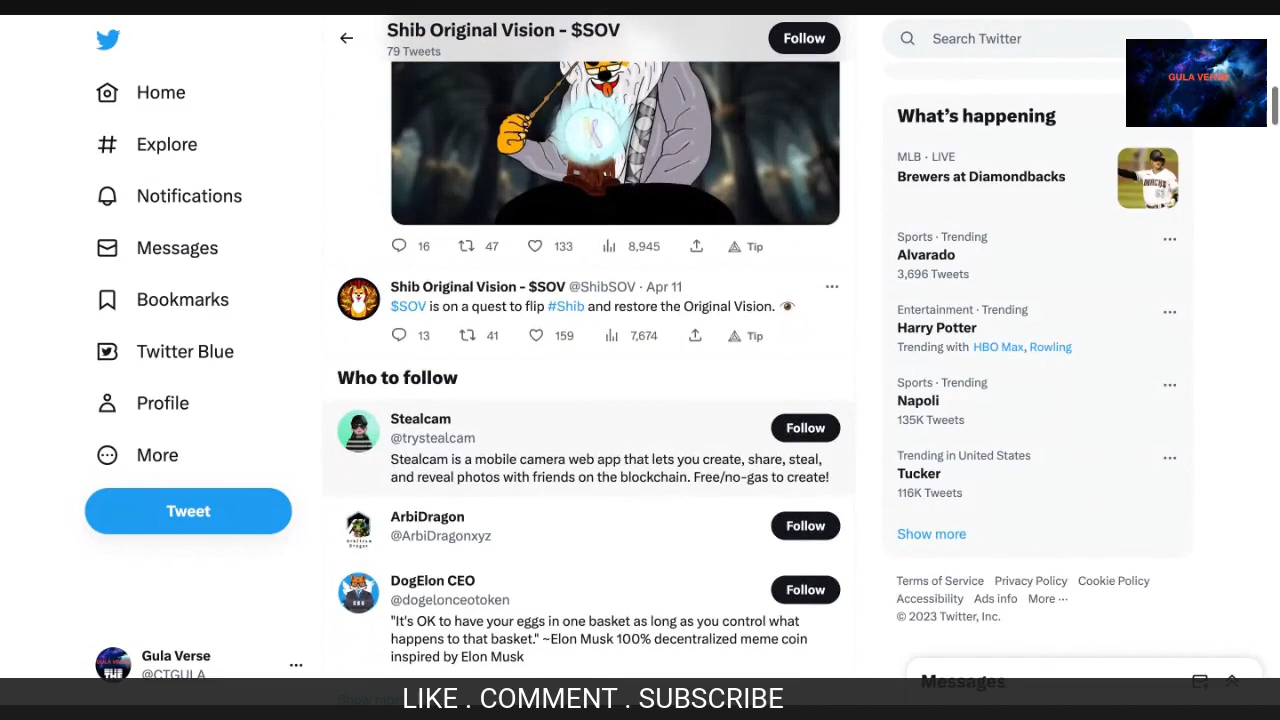 Home
Explore
Notifications
Messages
Bookmarks
Twitter Blue
Profile
More
Tweet
Gula Verse
@CTGULA
Shib Original Vision - $SOV
79 Tweets
Follow
16 47 133 8,945 Tip
Shib Original Vision - $SOV @ShibSOV · Apr 11
$SOV is on a quest to flip #Shib and restore the Original Vision.
13 41 159 7,674 Tip
Who to follow
Stealcam
@trystealcam
Follow
Stealcam is a mobile camera web app that lets you create, share, steal,
and reveal photos with friends on the blockchain. Free/no-gas to create!
ArbiDragon
@ArbiDragonxyz
Follow
DogElon CEO
@dogelonceotoken
Follow
"It's OK to have your eggs in one basket as long as you control what
happens to that basket." ~Elon Musk 100% decentralized meme coin
inspired by Elon Musk
Show more
Search Twitter
GULA VERSE
What's happening
MLB · LIVE
Brewers at Diamondbacks
Sports · Trending
Alvarado
3,696 Tweets
Entertainment · Trending
Harry Potter
Trending with HBO Max, Rowling
Sports · Trending
Napoli
135K Tweets
Trending in United States
Tucker
116K Tweets
Show more
Terms of Service Privacy Policy Cookie Policy
Accessibility Ads info More ···
© 2023 Twitter, Inc.
Messages
LIKE . COMMENT . SUBSCRIBE